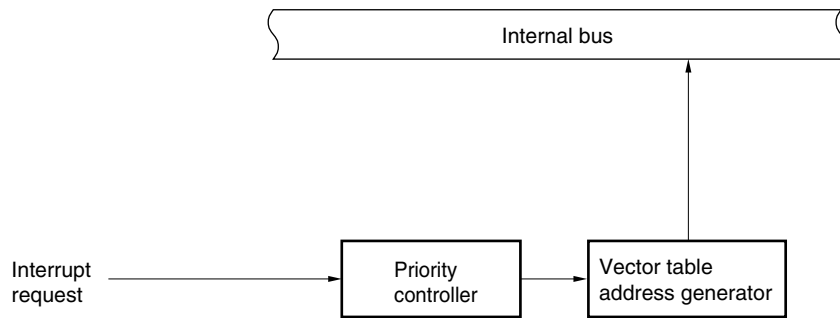 Internal bus
Interrupt
request
Priority
controller
Vector table
address generator